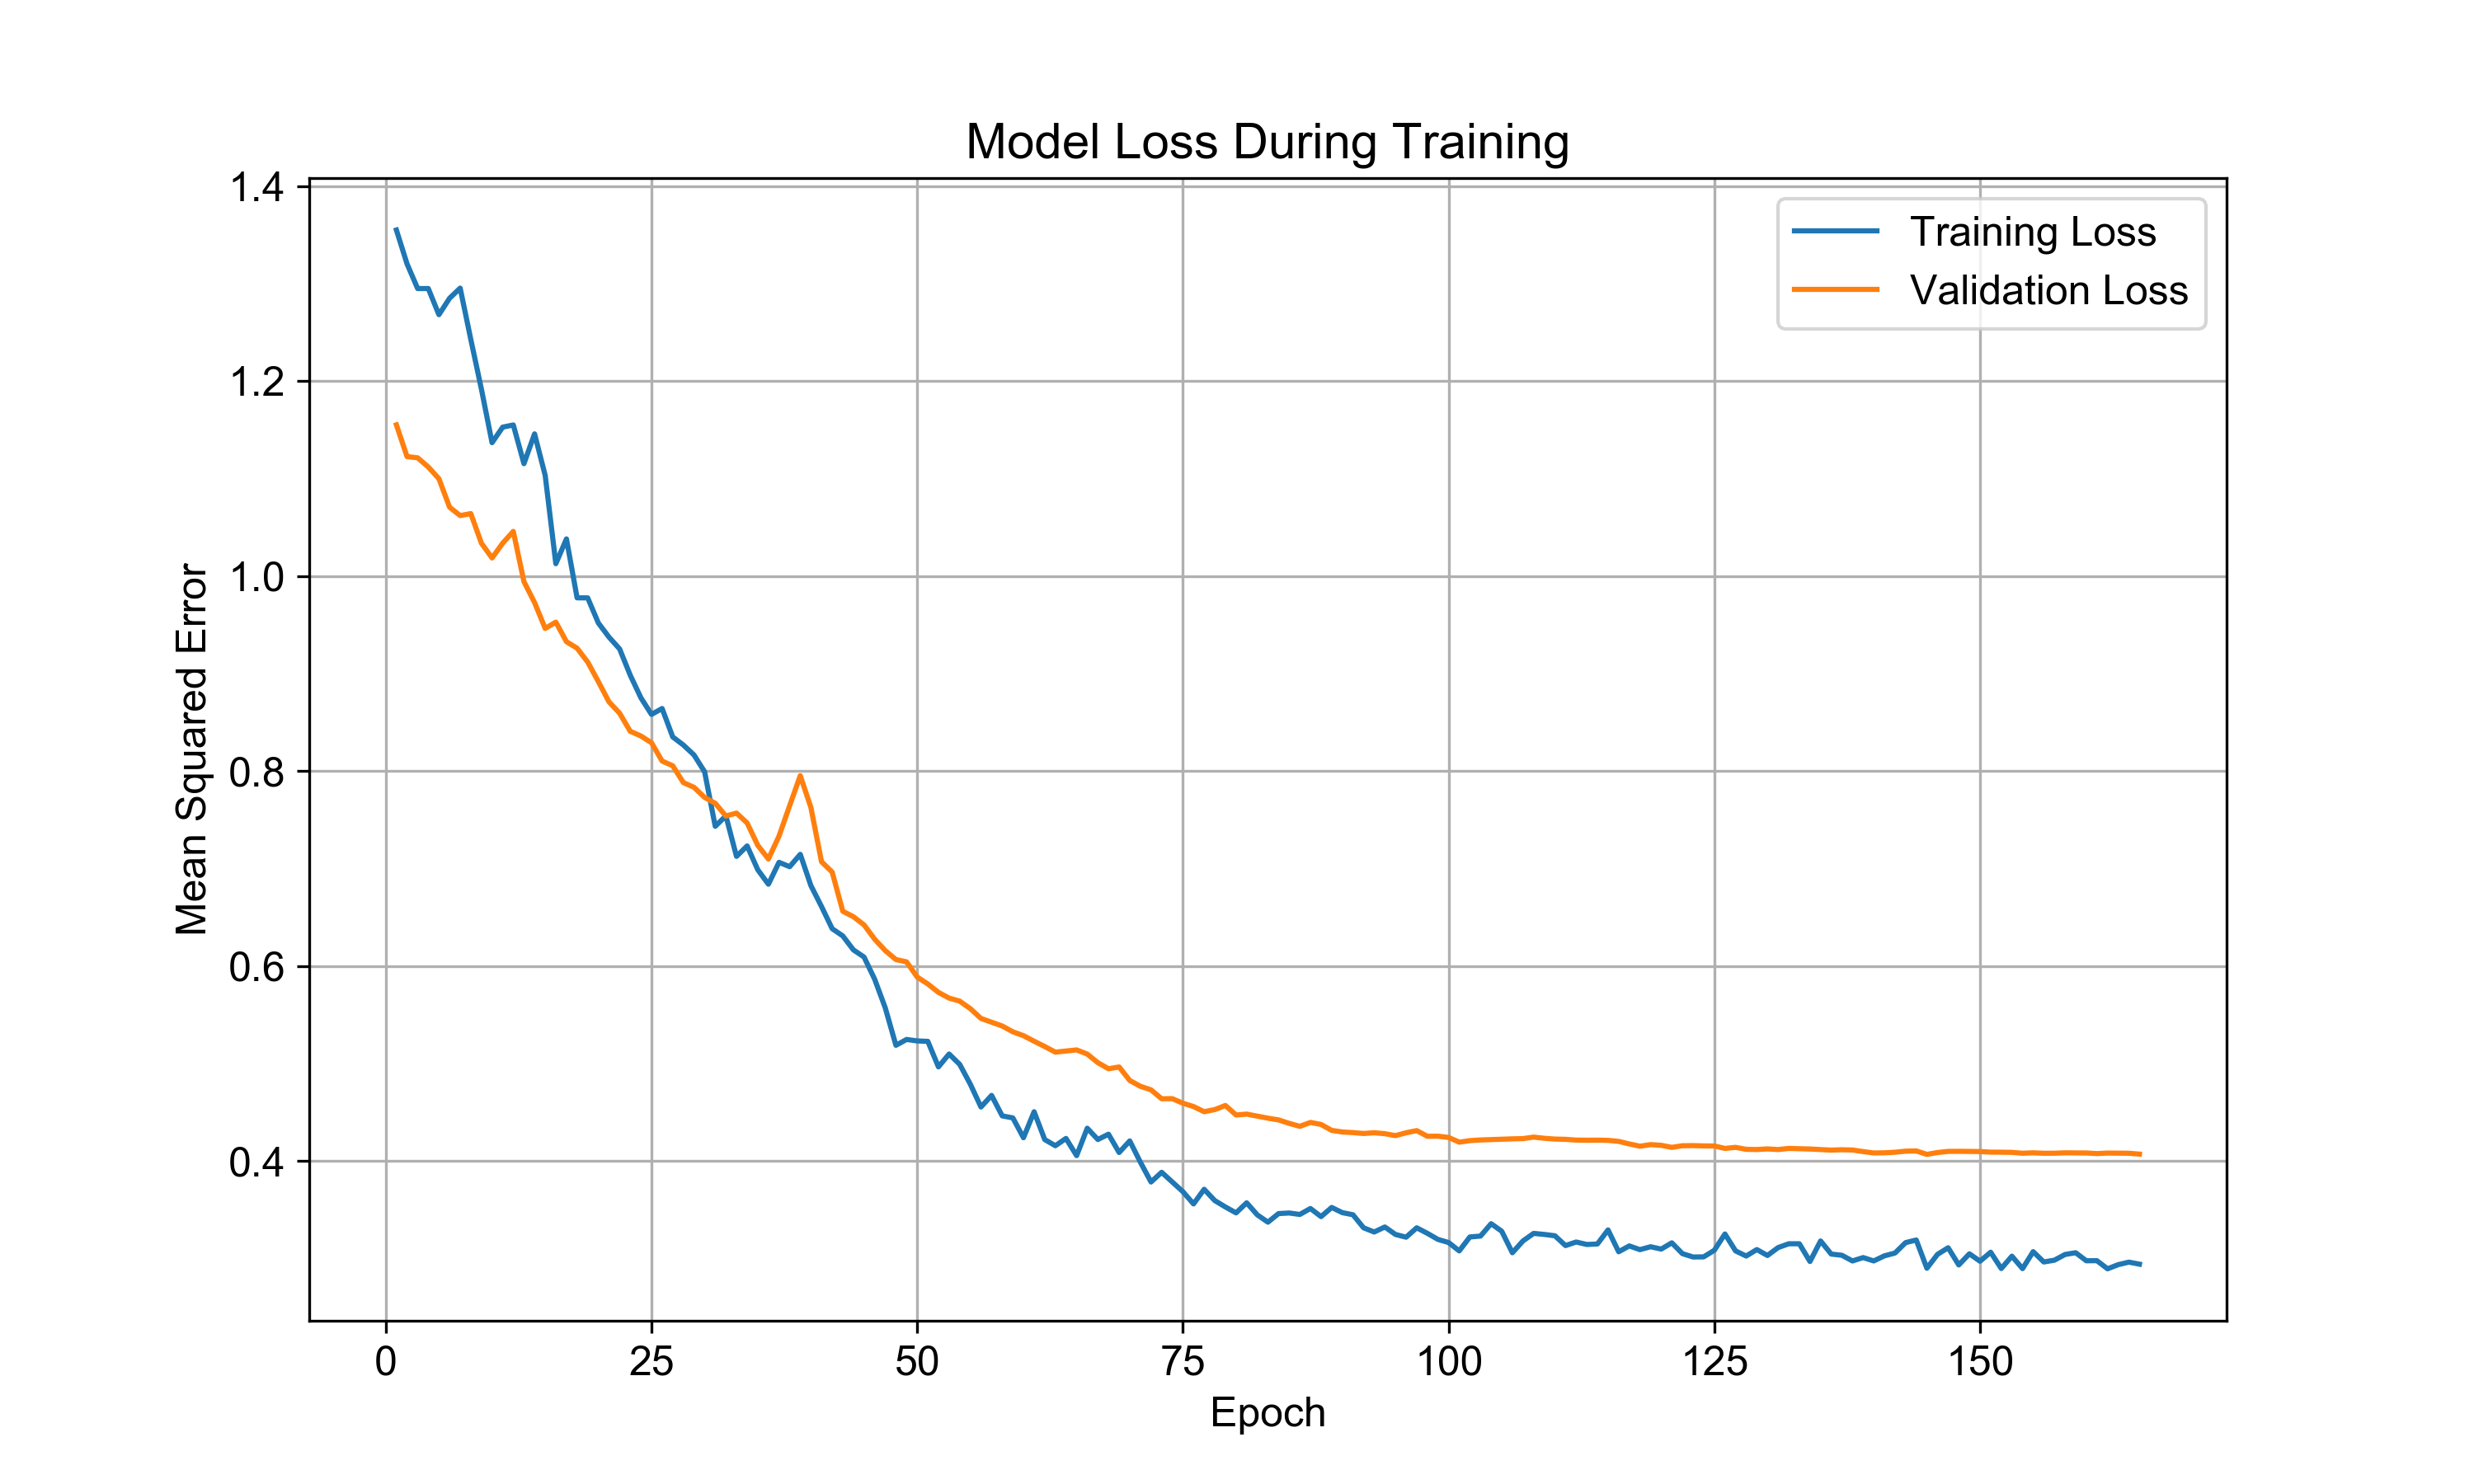 Model Loss During Training
Training Loss
Validation Loss
Mean Squared Error
1.4
1.2
1.0
0.8
0.6
0.4
0 25 50 75 100 125 150
Epoch